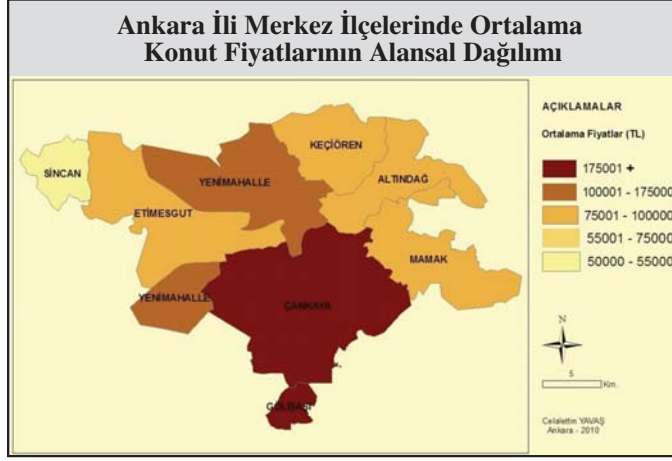 Ankara İli Merkez İlçelerinde Ortalama
Konut Fiyatlarının Alansal Dağılımı
AÇIKLAMALAR
Ortalama Fiyatlar (TL)
175001 +
100001 - 175000
75001 - 100000
55001 - 75000
50000 - 55000
KEÇİÖREN
SİNCAN
YENİMAHALLE
ALTINDAĞ
ETİMESGUT
MAMAK
YENİMAHALLE
ÇANKAYA
GÖLBAŞI
N
5
Km.
Celalettin YAVAŞ
Ankara - 2010